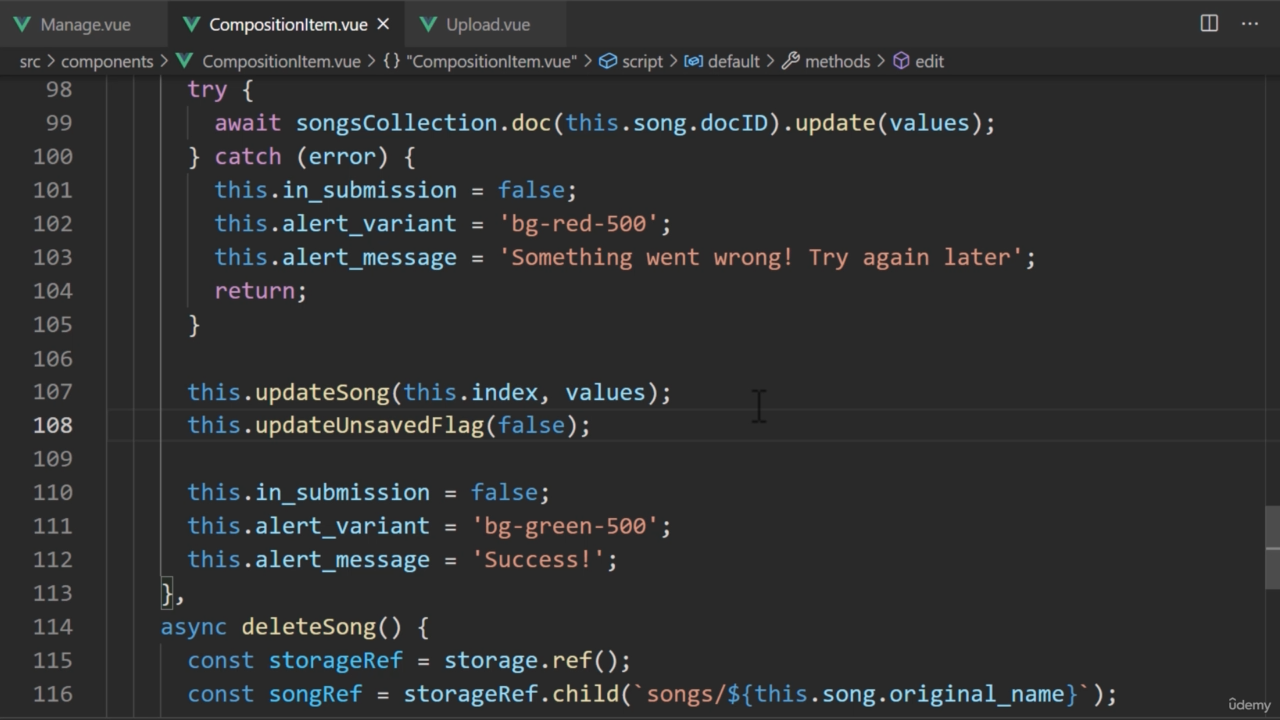 Manage.vue CompositionItem.vue × Upload.vue ...
src > components > CompositionItem.vue > {} "CompositionItem.vue" > script > default > methods > edit
98 try {
99 await songsCollection.doc(this.song.docID).update(values);
100 } catch (error) {
101 this.in_submission = false;
102 this.alert_variant = 'bg-red-500';
103 this.alert_message = 'Something went wrong! Try again later';
104 return;
105 }
106
107 this.updateSong(this.index, values);
108 this.updateUnsavedFlag(false);
109
110 this.in_submission = false;
111 this.alert_variant = 'bg-green-500';
112 this.alert_message = 'Success!';
113 },
114 async deleteSong() {
115 const storageRef = storage.ref();
116 const songRef = storageRef.child(`songs/${this.song.original_name}`);
ûdemy